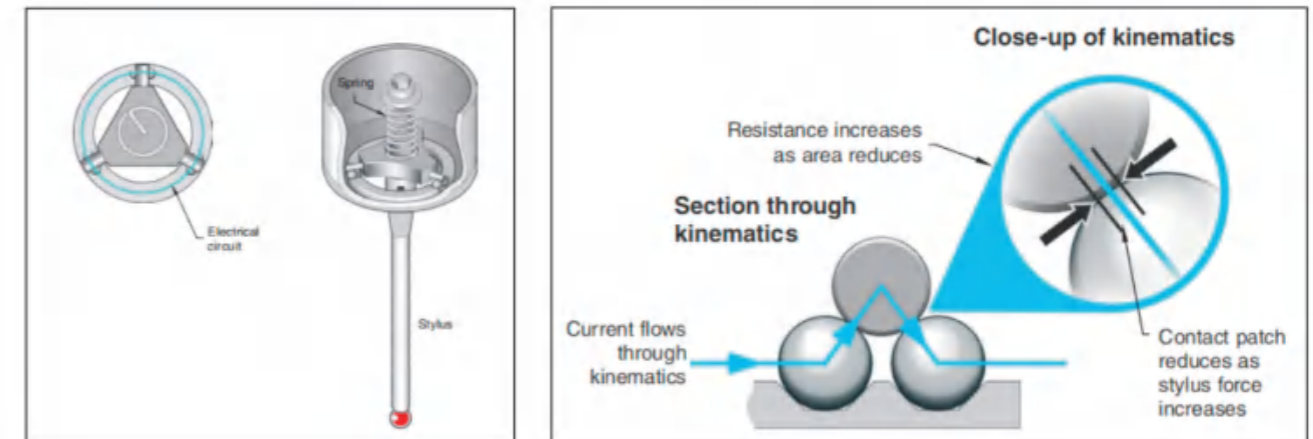 Spring
Electrical
circuit
Stylus
Close-up of kinematics
Resistance increases
as area reduces
Section through
kinematics
Current flows
through
kinematics
Contact patch
reduces as
stylus force
increases